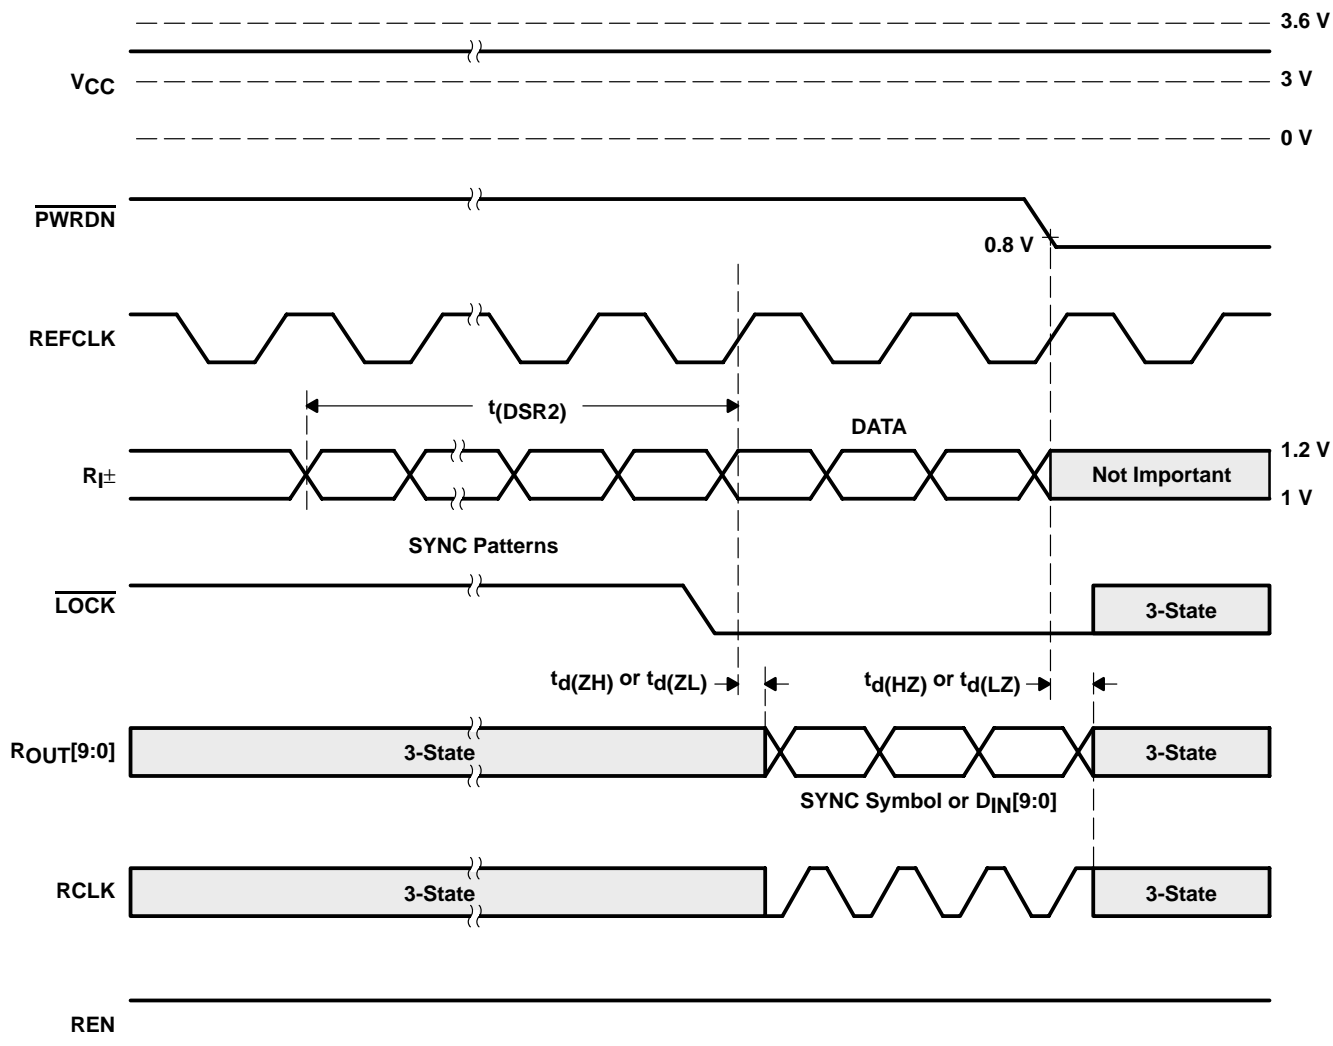 3.6 V
VCC
3 V
0 V
PWRDN
0.8 V
REFCLK
t(DSR2)
DATA
1.2 V
RI±
Not Important
1 V
SYNC Patterns
LOCK
3-State
td(ZH) or td(ZL)
td(HZ) or td(LZ)
ROUT[9:0]
3-State
3-State
SYNC Symbol or DIN[9:0]
RCLK
3-State
3-State
REN